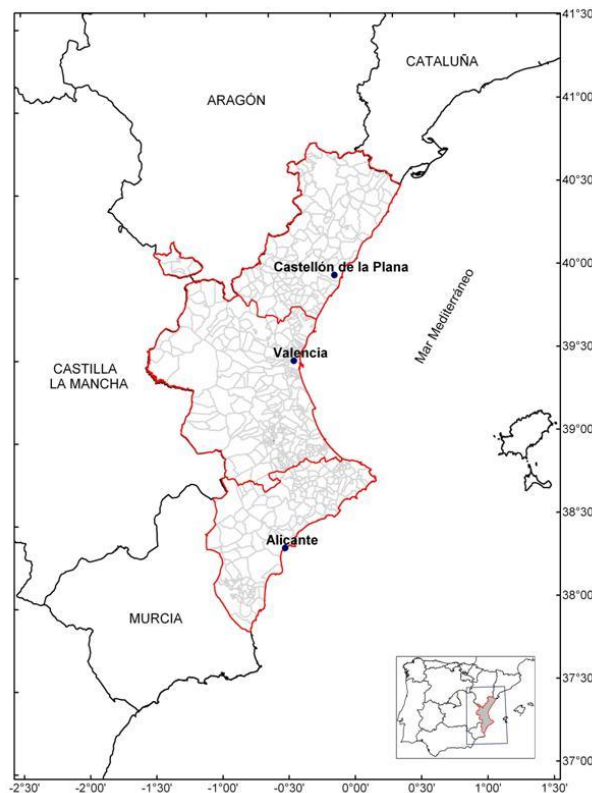 41°30'
CATALUÑA
ARAGÓN
41°00'
40°30'
Castellón de la Plana
40°00'
Mar Mediterráneo
Valencia
39°30'
CASTILLA
LA MANCHA
39°00'
38°30'
Alicante
38°00'
MURCIA
37°30'
37°00'
-2°30' -2°00' -1°30' -1°00' -0°30' 0°00' 0°30' 1°00' 1°30'